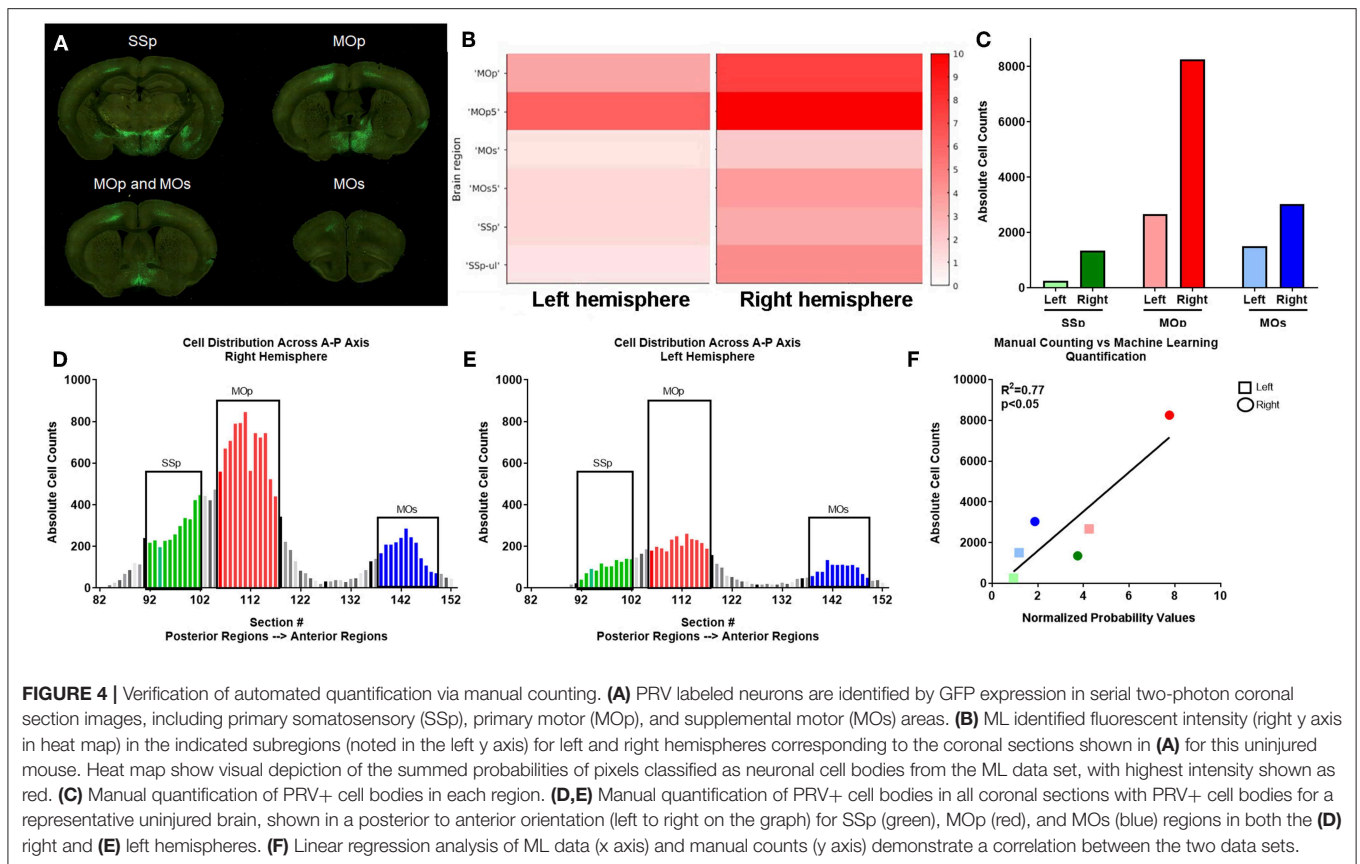 A
SSp
MOp
MOp and MOs
MOs
B
Brain region
'MOp'
'MOp5'
'MOs'
'MOs5'
'SSp'
'SSp-ul'
Left hemisphere
Right hemisphere
10
9
8
7
6
5
4
3
2
1
0
C
Absolute Cell Counts
8000
6000
4000
2000
0
Left Right Left Right Left Right
SSp MOp MOs
D
Cell Distribution Across A-P Axis
Right Hemisphere
Absolute Cell Counts
1000
800
600
400
200
0
SSp
MOp
MOs
82 92 102 112 122 132 142 152
Section #
Posterior Regions --> Anterior Regions
E
Cell Distribution Across A-P Axis
Left Hemisphere
Absolute Cell Counts
1000
800
600
400
200
0
SSp
MOp
MOs
82 92 102 112 122 132 142 152
Section #
Posterior Regions --> Anterior Regions
F
Manual Counting vs Machine Learning
Quantification
Absolute Cell Counts
10000
8000
6000
4000
2000
0
R²=0.77
p<0.05
Left
Right
0 2 4 6 8 10
Normalized Probability Values
FIGURE 4 | Verification of automated quantification via manual counting. (A) PRV labeled neurons are identified by GFP expression in serial two-photon coronal
section images, including primary somatosensory (SSp), primary motor (MOp), and supplemental motor (MOs) areas. (B) ML identified fluorescent intensity (right y axis
in heat map) in the indicated subregions (noted in the left y axis) for left and right hemispheres corresponding to the coronal sections shown in (A) for this uninjured
mouse. Heat map show visual depiction of the summed probabilities of pixels classified as neuronal cell bodies from the ML data set, with highest intensity shown as
red. (C) Manual quantification of PRV+ cell bodies in each region. (D,E) Manual quantification of PRV+ cell bodies in all coronal sections with PRV+ cell bodies for a
representative uninjured brain, shown in a posterior to anterior orientation (left to right on the graph) for SSp (green), MOp (red), and MOs (blue) regions in both the (D)
right and (E) left hemispheres. (F) Linear regression analysis of ML data (x axis) and manual counts (y axis) demonstrate a correlation between the two data sets.